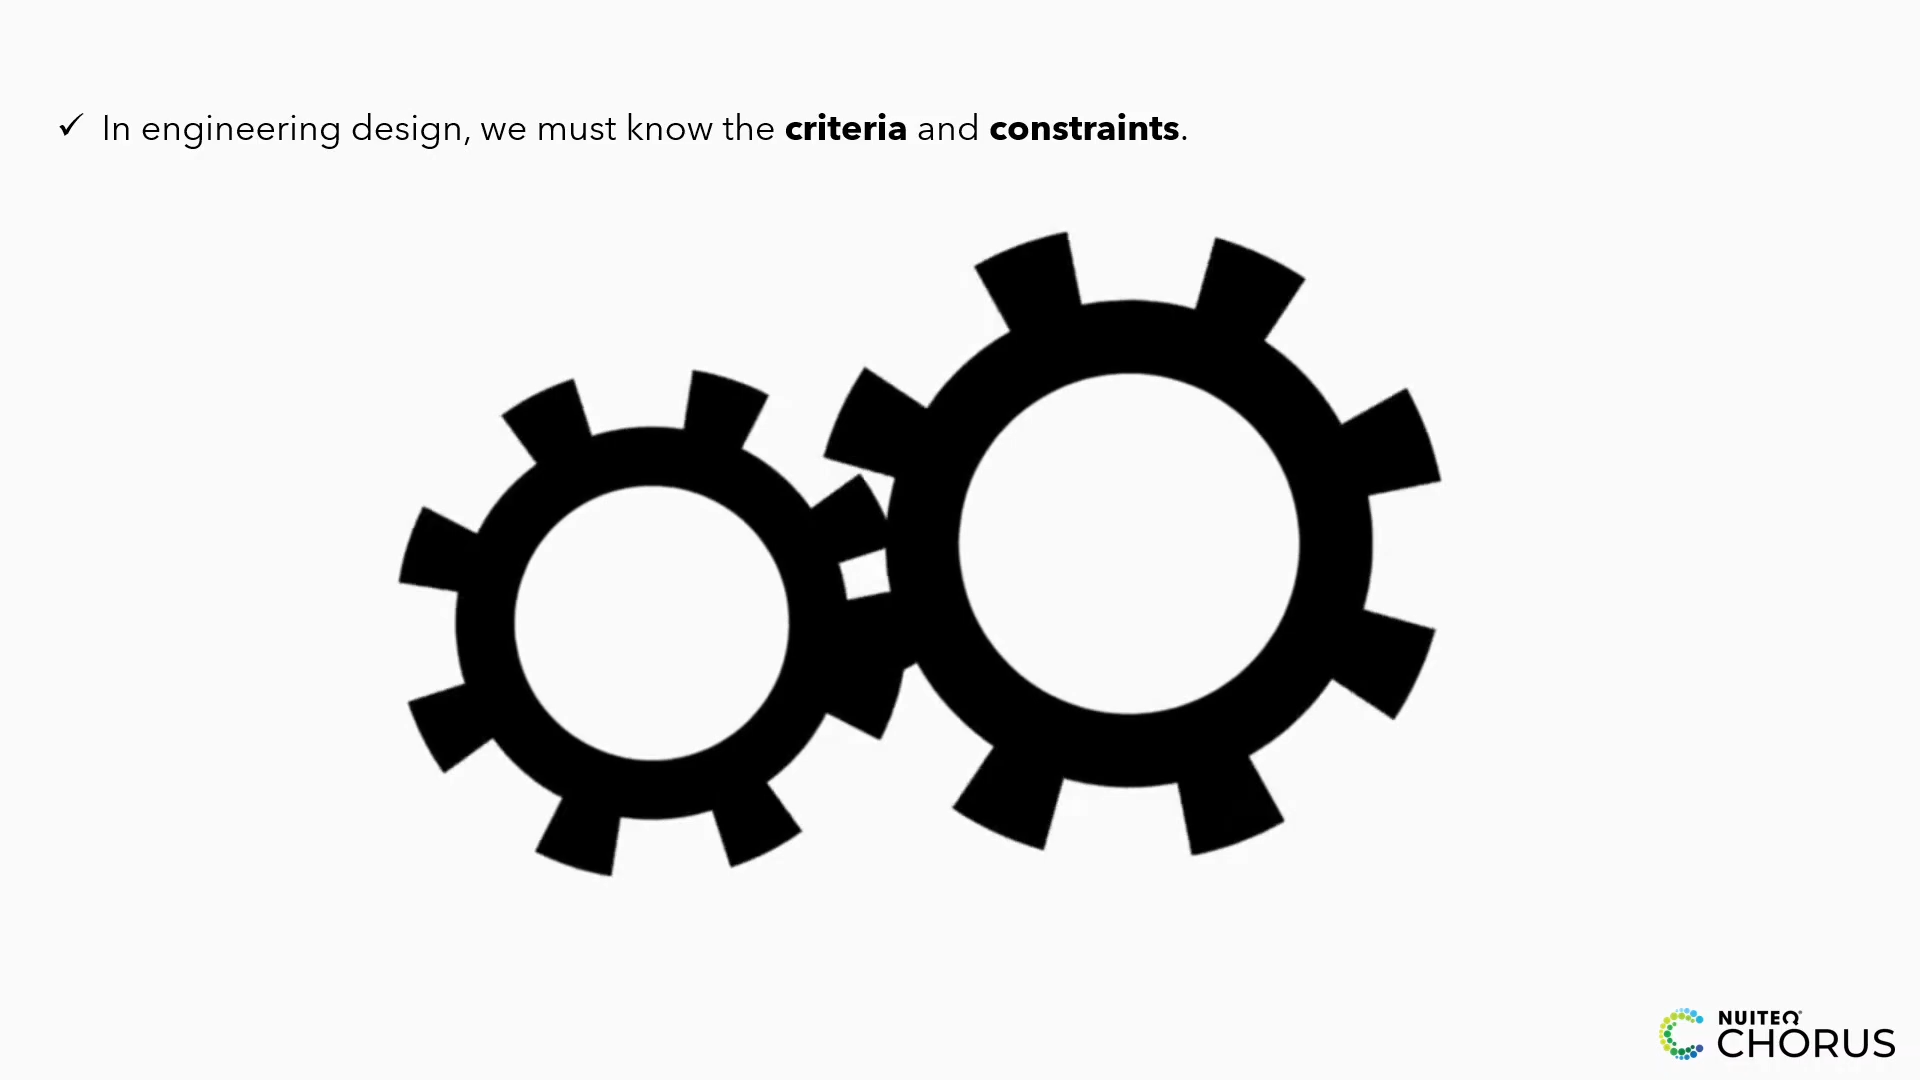 ✓ In engineering design, we must know the criteria and constraints.
NUITEQ
CHORUS